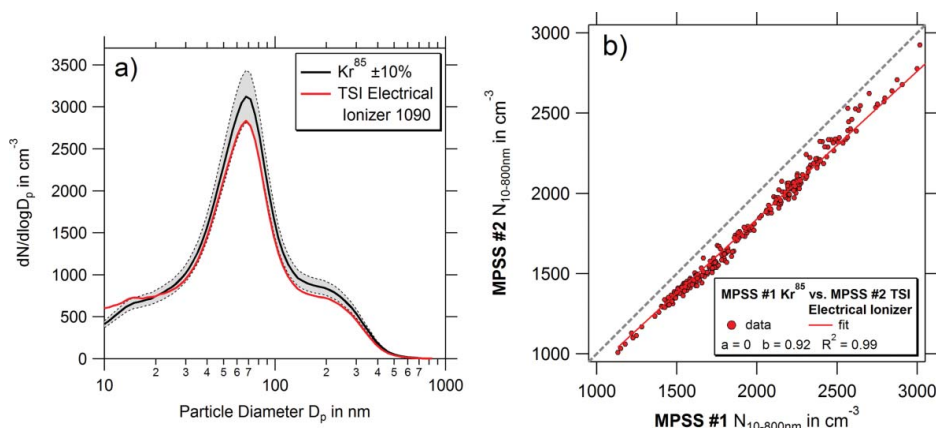 a)
3500
3000
2500
2000
1500
1000
500
0
dN/dlogDp in cm-3
Kr85 ±10%
TSI Electrical
Ionizer 1090
10 2 3 4 5 6 7 100 2 3 4 5 6 7 1000
Particle Diameter Dp in nm
b)
3000
2500
2000
1500
1000
MPSS #2 N10-800nm in cm-3
MPSS #1 Kr85 vs. MPSS #2 TSI
Electrical Ionizer
data fit
a = 0 b = 0.92 R2 = 0.99
1000 1500 2000 2500 3000
MPSS #1 N10-800nm in cm-3